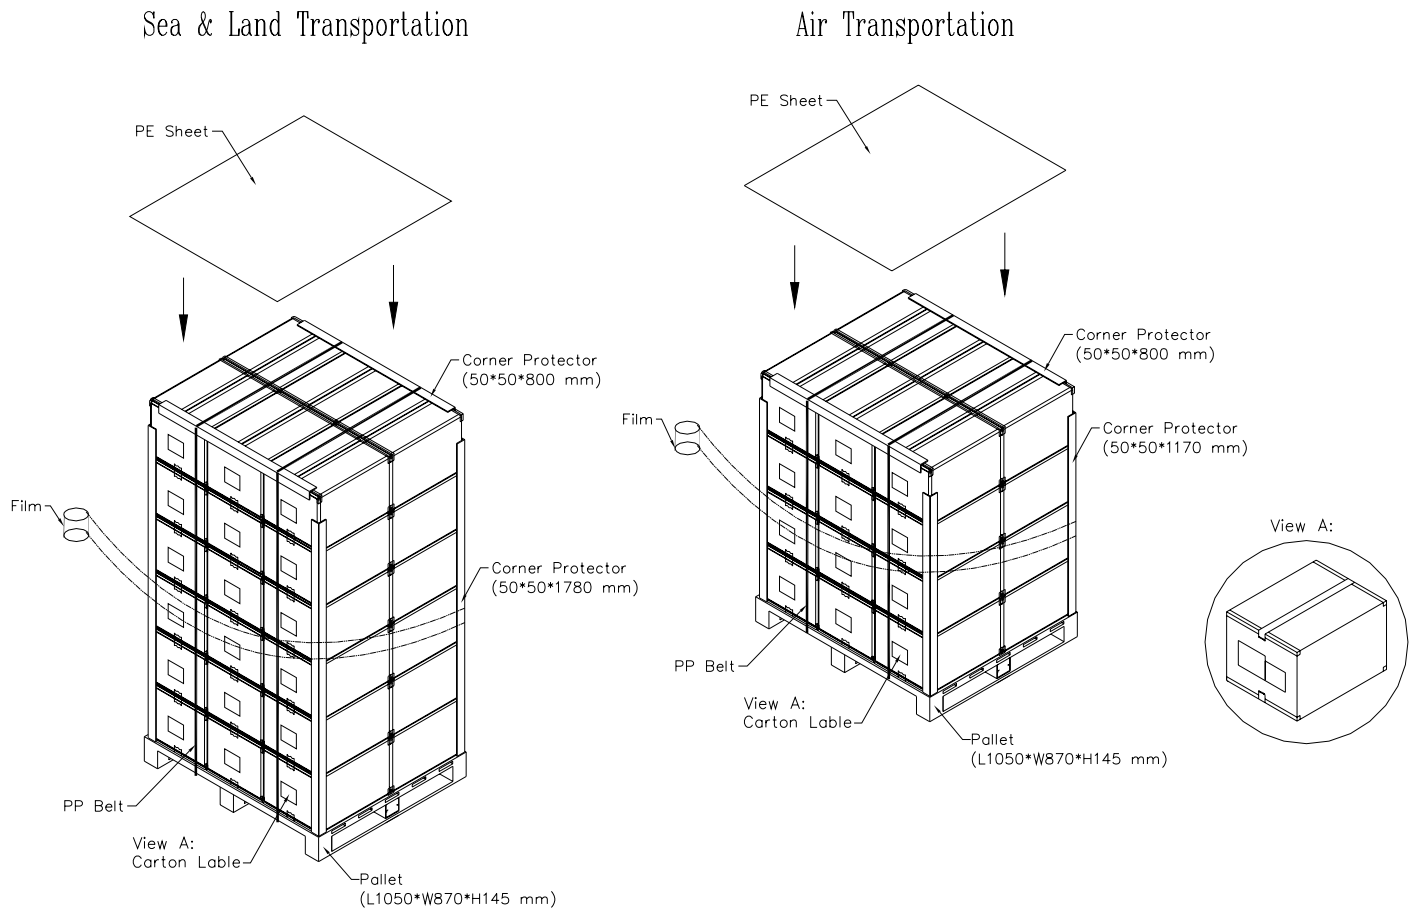 Sea & Land Transportation
PE Sheet
Corner Protector
(50*50*800 mm)
Film
Corner Protector
(50*50*1780 mm)
PP Belt
View A:
Carton Lable
Pallet
(L1050*W870*H145 mm)
Air Transportation
PE Sheet
Corner Protector
(50*50*800 mm)
Film
Corner Protector
(50*50*1170 mm)
PP Belt
View A:
Carton Lable
Pallet
(L1050*W870*H145 mm)
View A: